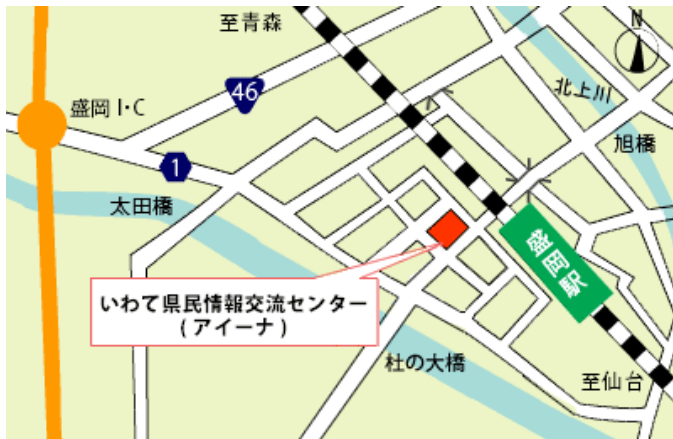 至青森
N
46
北上川
盛岡I・C
旭橋
1
太田橋
盛岡駅
いわて県民情報交流センター
(アイーナ)
杜の大橋
至仙台